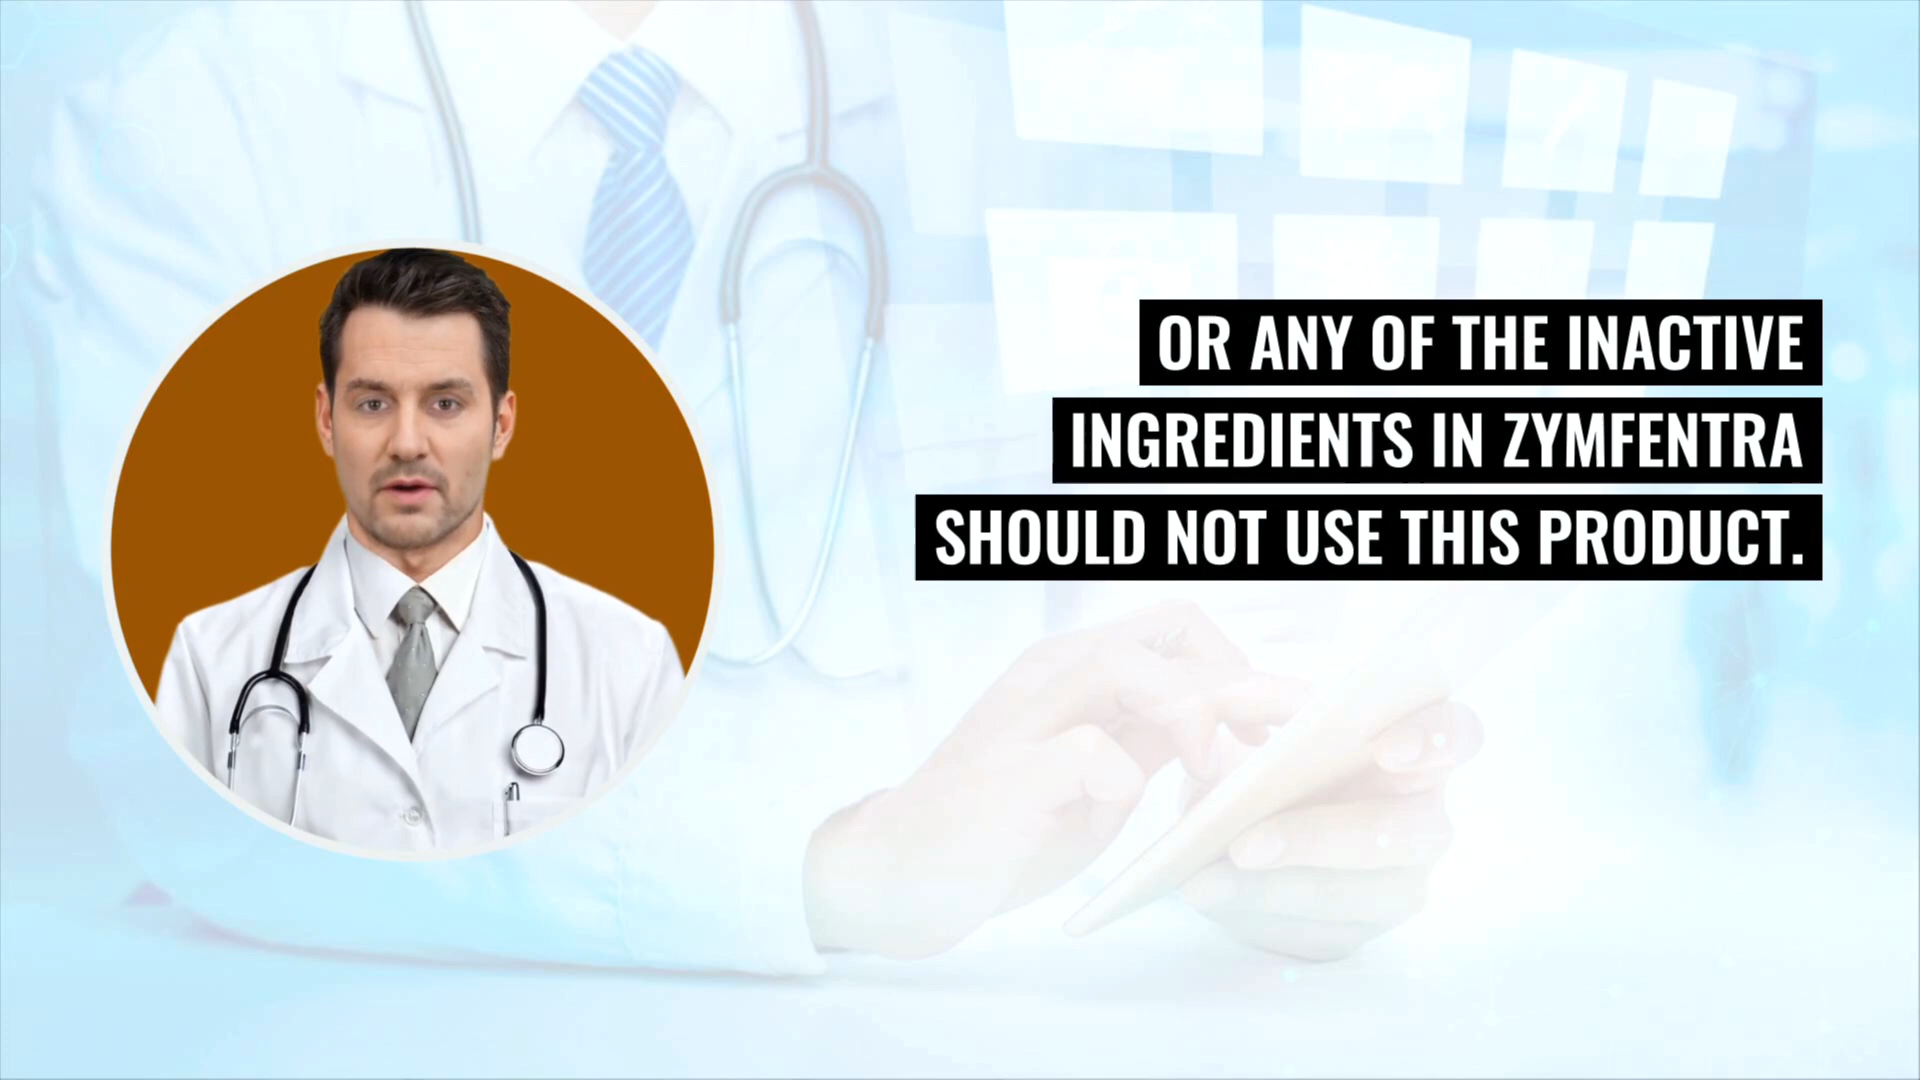 OR ANY OF THE INACTIVE
INGREDIENTS IN ZYMFENTRA
SHOULD NOT USE THIS PRODUCT.